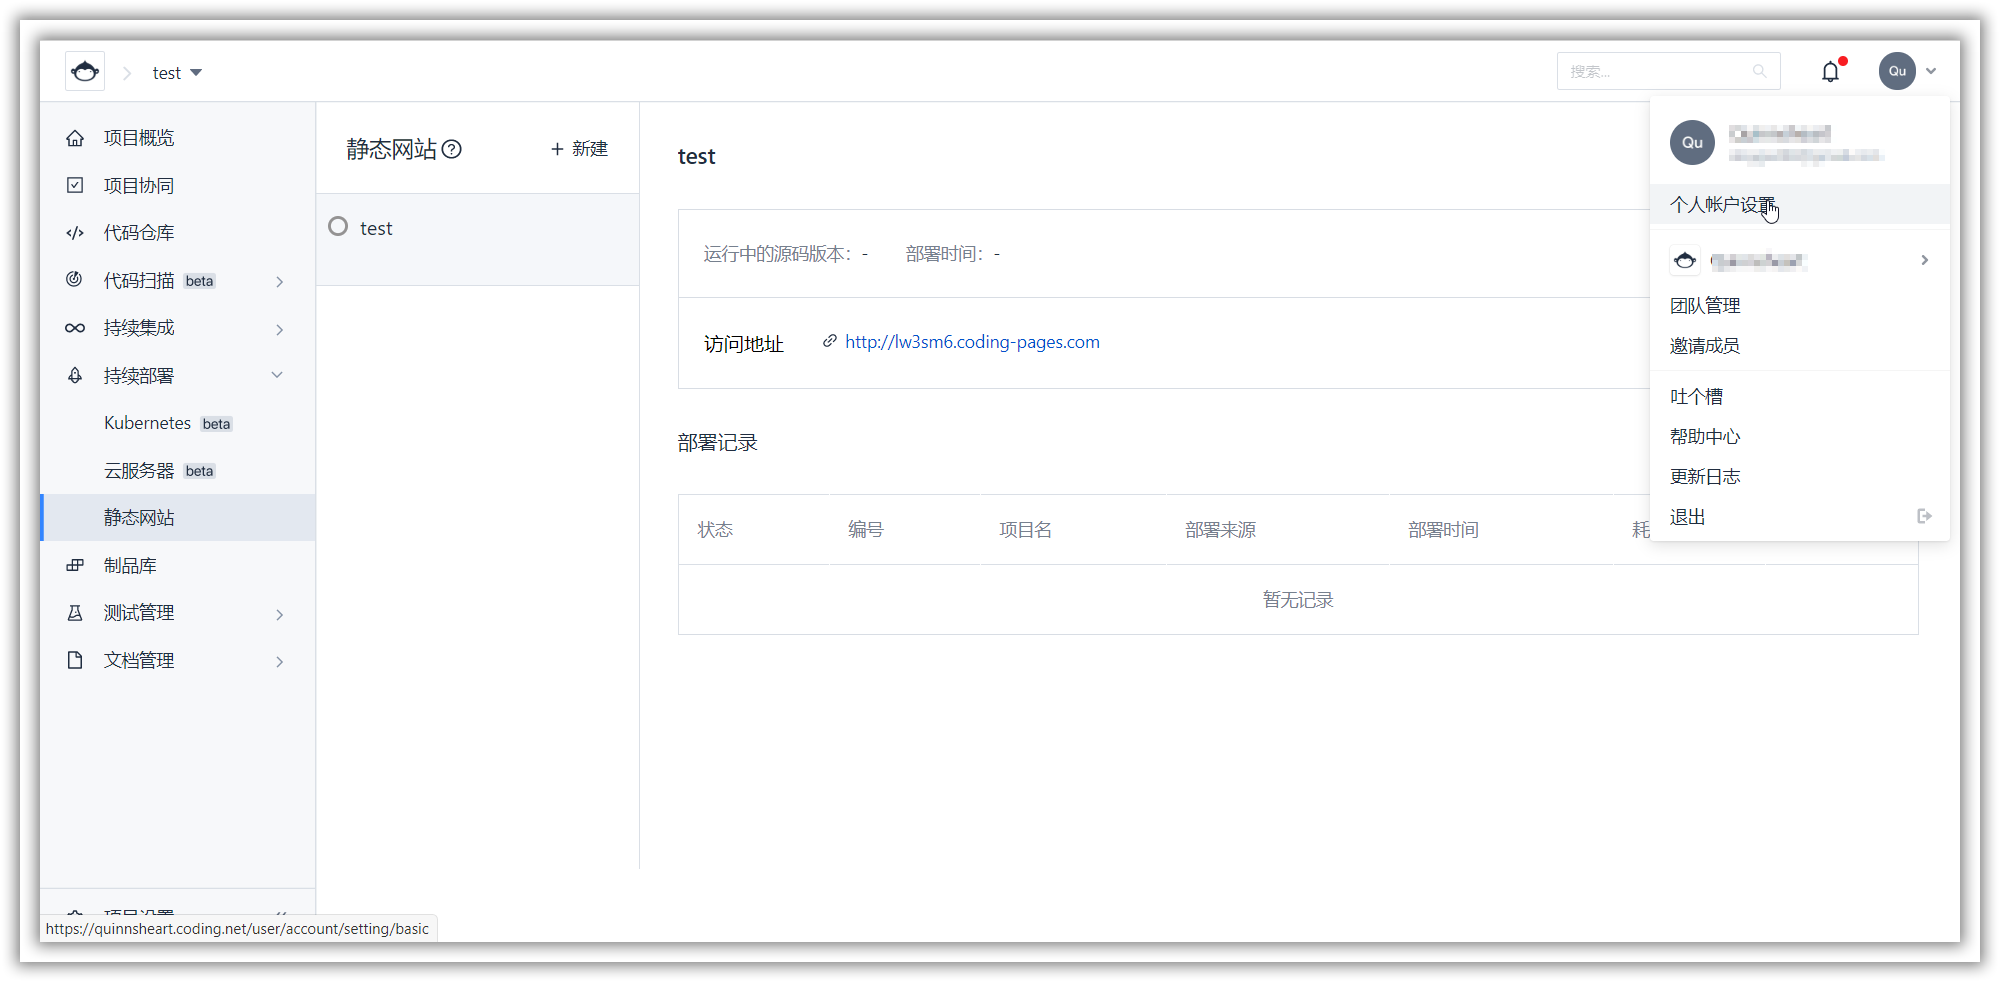 test
搜索...
Qu
项目概览
项目协同
代码仓库
代码扫描 beta
持续集成
持续部署
Kubernetes beta
云服务器 beta
静态网站
制品库
测试管理
文档管理
项目设置
https://quinnsheart.coding.net/user/account/setting/basic
静态网站
+ 新建
test
test
运行中的源码版本: - 部署时间: -
访问地址 http://lw3sm6.coding-pages.com
部署记录
状态 编号 项目名 部署来源 部署时间 耗
暂无记录
Qu
个人帐户设置
团队管理
邀请成员
吐个槽
帮助中心
更新日志
退出